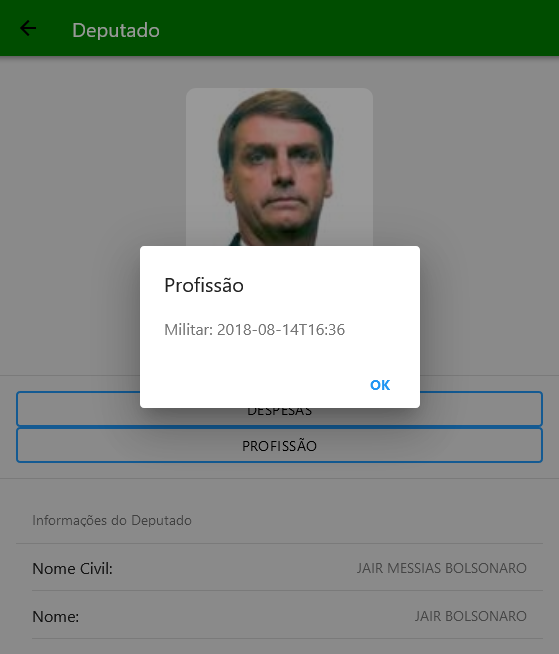 Deputado
Profissão
Militar: 2018-08-14T16:36
OK
DESPESAS
PROFISSÃO
Informações do Deputado
Nome Civil: JAIR MESSIAS BOLSONARO
Nome: JAIR BOLSONARO